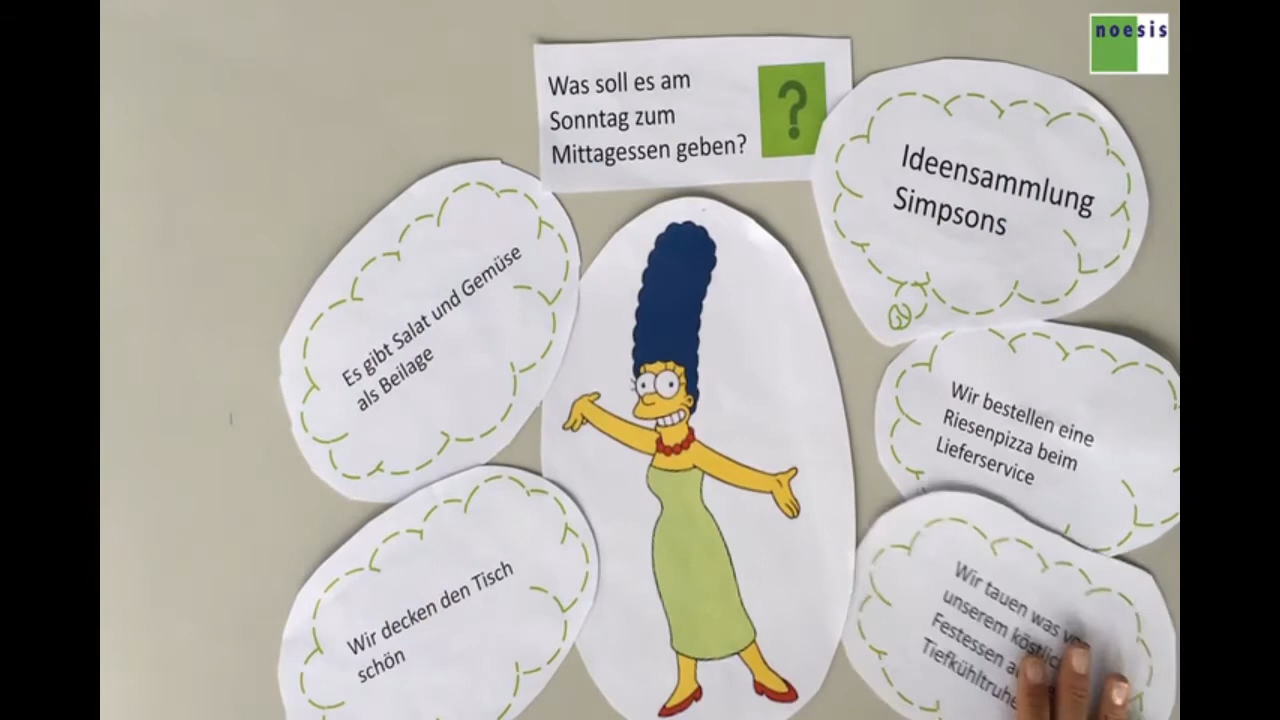 noesis
Was soll es am
Sonntag zum
Mittagessen geben?
?
Ideensammlung
Simpsons
Es gibt Salat und Gemüse
als Beilage
Wir bestellen eine
Riesenpizza beim
Lieferservice
Wir decken den Tisch
schön
Wir tauen was
unserem
Festessen
Tiefkühltruhe